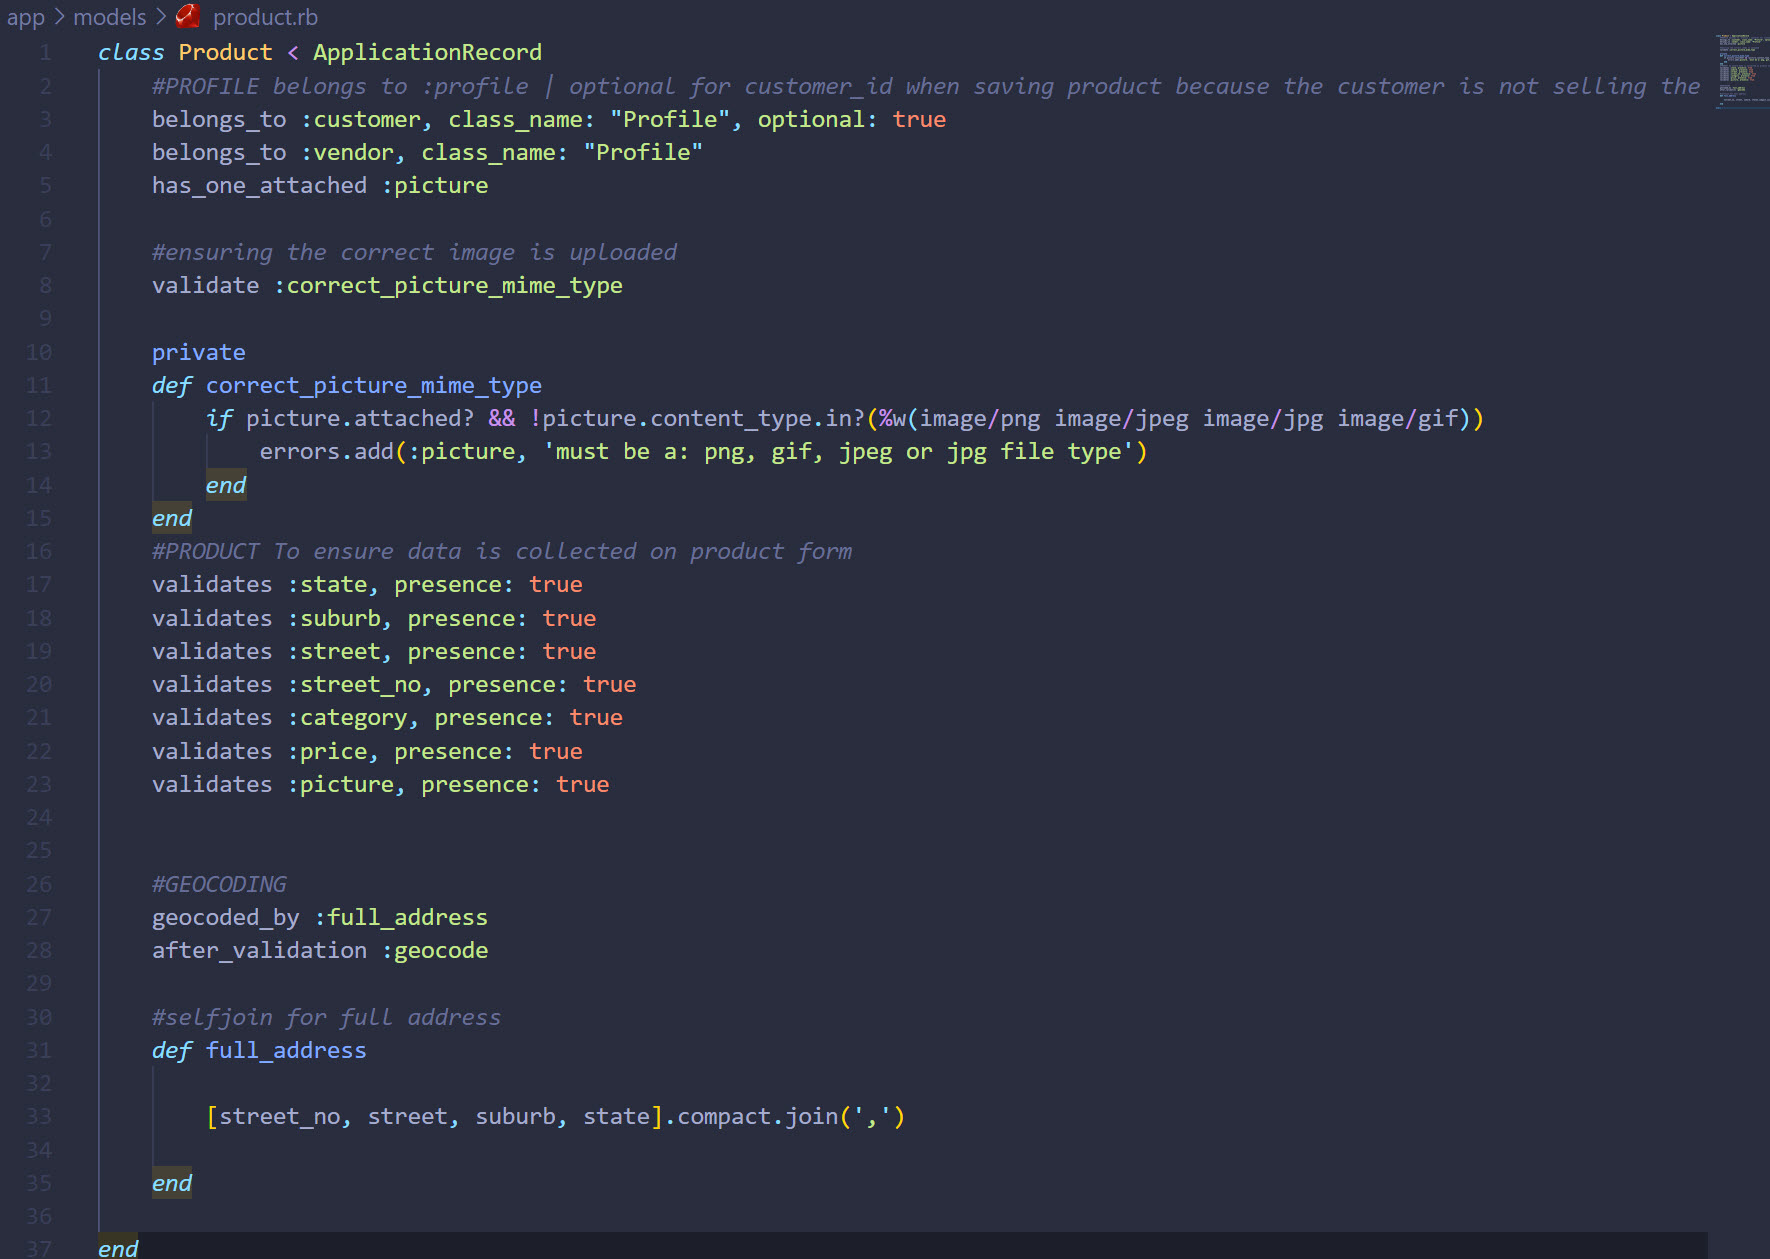 app > models > product.rb
1 class Product < ApplicationRecord
2 #PROFILE belongs to :profile | optional for customer_id when saving product because the customer is not selling the
3 belongs_to :customer, class_name: "Profile", optional: true
4 belongs_to :vendor, class_name: "Profile"
5 has_one_attached :picture
6
7 #ensuring the correct image is uploaded
8 validate :correct_picture_mime_type
9
10 private
11 def correct_picture_mime_type
12 if picture.attached? && !picture.content_type.in?(%w(image/png image/jpeg image/jpg image/gif))
13 errors.add(:picture, 'must be a: png, gif, jpeg or jpg file type')
14 end
15 end
16 #PRODUCT To ensure data is collected on product form
17 validates :state, presence: true
18 validates :suburb, presence: true
19 validates :street, presence: true
20 validates :street_no, presence: true
21 validates :category, presence: true
22 validates :price, presence: true
23 validates :picture, presence: true
24
25
26 #GEOCODING
27 geocoded_by :full_address
28 after_validation :geocode
29
30 #selfjoin for full address
31 def full_address
32
33 [street_no, street, suburb, state].compact.join(',')
34
35 end
36
37 end